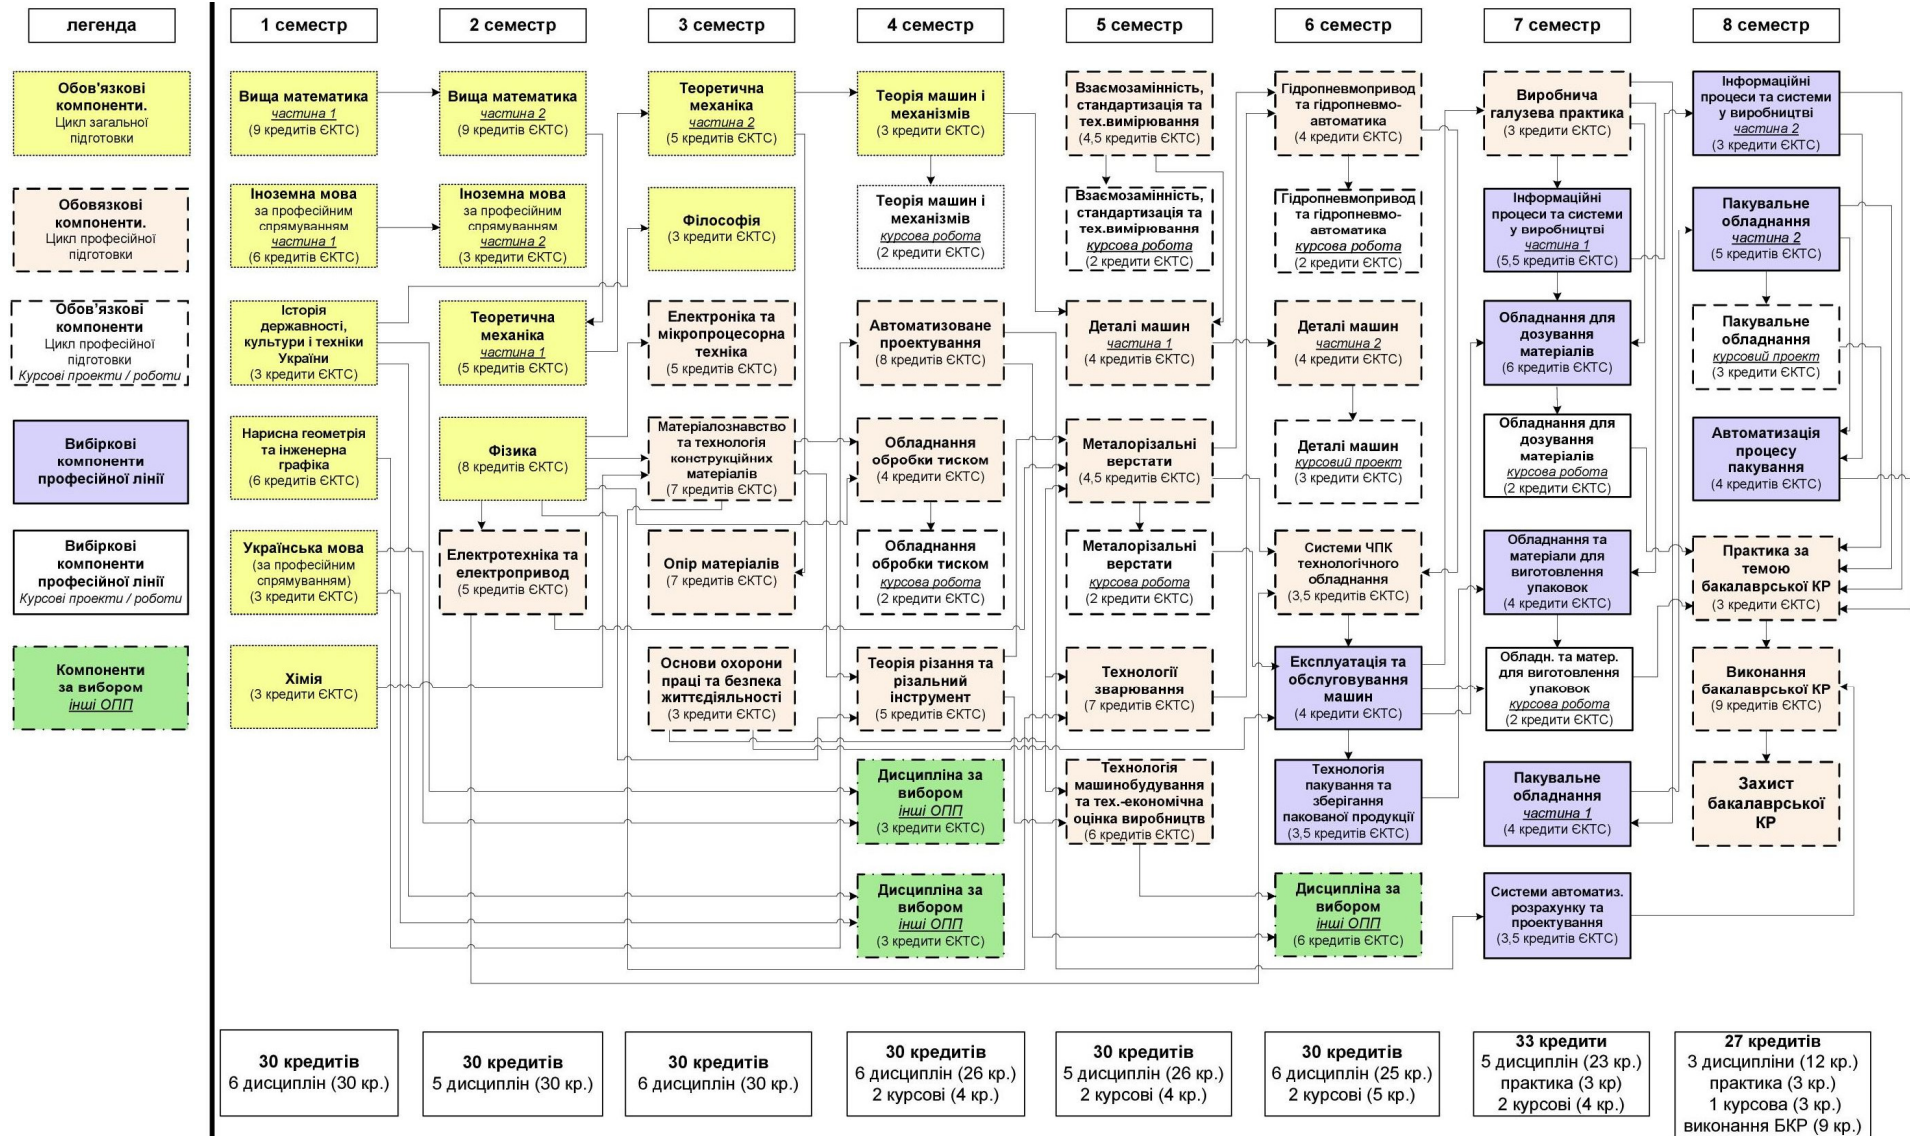 легенда
Обов'язкові
компоненти.
Цикл загальної
підготовки
Обовязкові
компоненти.
Цикл професійної
підготовки
Обов'язкові
компоненти
Цикл професійної
підготовки
Курсові проекти / роботи
Вибіркові
компоненти
професійної лінії
Вибіркові
компоненти
професійної лінії
Курсові проекти / роботи
Компоненти
за вибором
інші ОПП
1 семестр
Вища математика
частина 1
(9 кредитів ЄКТС)
Іноземна мова
за професійним
спрямуванням
частина 1
(6 кредитів ЄКТС)
Історія
державності,
культури і техніки
України
(3 кредити ЄКТС)
Нарисна геометрія
та інженерна
графіка
(6 кредитів ЄКТС)
Українська мова
(за професійним
спрямуванням)
(3 кредити ЄКТС)
Хімія
(3 кредити ЄКТС)
30 кредитів
6 дисциплін (30 кр.)
2 семестр
Вища математика
частина 2
(9 кредитів ЄКТС)
Іноземна мова
за професійним
спрямуванням
частина 2
(3 кредити ЄКТС)
Теоретична
механіка
частина 1
(5 кредитів ЄКТС)
Фізика
(8 кредитів ЄКТС)
Електротехніка та
електропривод
(5 кредитів ЄКТС)
30 кредитів
5 дисциплін (30 кр.)
3 семестр
Теоретична
механіка
частина 2
(5 кредитів ЄКТС)
Філософія
(3 кредити ЄКТС)
Електроніка та
мікропроцесорна
техніка
(5 кредитів ЄКТС)
Матеріалознавство
та технологія
конструкційних
матеріалів
(7 кредитів ЄКТС)
Опір матеріалів
(7 кредитів ЄКТС)
Основи охорони
праці та безпека
життєдіяльності
(3 кредити ЄКТС)
30 кредитів
6 дисциплін (30 кр.)
4 семестр
Теорія машин і
механізмів
(3 кредити ЄКТС)
Теорія машин і
механізмів
курсова робота
(2 кредити ЄКТС)
Автоматизоване
проектування
(8 кредитів ЄКТС)
Обладнання
обробки тиском
(4 кредити ЄКТС)
Обладнання
обробки тиском
курсова робота
(2 кредити ЄКТС)
Теорія різання та
різальний
інструмент
(5 кредитів ЄКТС)
Дисципліна за
вибором
інші ОПП
(3 кредити ЄКТС)
Дисципліна за
вибором
інші ОПП
(3 кредити ЄКТС)
30 кредитів
6 дисциплін (26 кр.)
2 курсові (4 кр.)
5 семестр
Взаємозамінність,
стандартизація та
тех.вимірювання
(4,5 кредити ЄКТС)
Взаємозамінність,
стандартизація та
тех.вимірювання
курсова робота
(2 кредити ЄКТС)
Деталі машин
частина 1
(4 кредити ЄКТС)
Металорізальні
верстати
(4,5 кредити ЄКТС)
Металорізальні
верстати
курсова робота
(2 кредити ЄКТС)
Технології
зварювання
(7 кредитів ЄКТС)
Технологія
машинобудування
та тех.-економічна
оцінка виробництв
(6 кредитів ЄКТС)
30 кредитів
5 дисциплін (26 кр.)
2 курсові (4 кр.)
6 семестр
Гідропневмопривод
та гідропневмо-
автоматика
(4 кредити ЄКТС)
Гідропневмопривод
та гідропневмо-
автоматика
курсова робота
(2 кредити ЄКТС)
Деталі машин
частина 2
(4 кредити ЄКТС)
Деталі машин
курсовий проект
(3 кредити ЄКТС)
Системи ЧПК
технологічного
обладнання
(3,5 кредити ЄКТС)
Експлуатація та
обслуговування
машин
(4 кредити ЄКТС)
Технологія
пакування та
зберігання
пакованої продукції
(3,5 кредитів ЄКТС)
Дисципліна за
вибором
інші ОПП
(6 кредитів ЄКТС)
30 кредитів
6 дисциплін (25 кр.)
2 курсові (5 кр.)
7 семестр
Виробнича
галузева практика
(3 кредити ЄКТС)
Інформаційні
процеси та системи
у виробництві
частина 1
(5,5 кредитів ЄКТС)
Обладнання для
дозування
матеріалів
(6 кредитів ЄКТС)
Обладнання для
дозування
матеріалів
курсова робота
(2 кредити ЄКТС)
Обладнання та
матеріали для
виготовлення
упаковок
(4 кредити ЄКТС)
Обладн. та матер.
для виготовлення
упаковок
курсова робота
(2 кредити ЄКТС)
Пакувальне
обладнання
частина 1
(4 кредити ЄКТС)
Системи автоматиз.
розрахунку та
проектування
(3,5 кредитів ЄКТС)
33 кредити
5 дисциплін (23 кр.)
практика (3 кр)
2 курсові (4 кр.)
8 семестр
Інформаційні
процеси та системи
у виробництві
частина 2
(3 кредити ЄКТС)
Пакувальне
обладнання
частина 2
(5 кредити ЄКТС)
Пакувальне
обладнання
курсовий проект
(3 кредити ЄКТС)
Автоматизація
процесу
пакування
(4 кредити ЄКТС)
Практика за
темою
бакалаврської КР
(3 кредити ЄКТС)
Виконання
бакалаврської КР
(9 кредитів ЄКТС)
Захист
бакалаврської
КР
27 кредитів
3 дисципліни (12 кр.)
практика (3 кр.)
1 курсова (3 кр.)
виконання БКР (9 кр.)